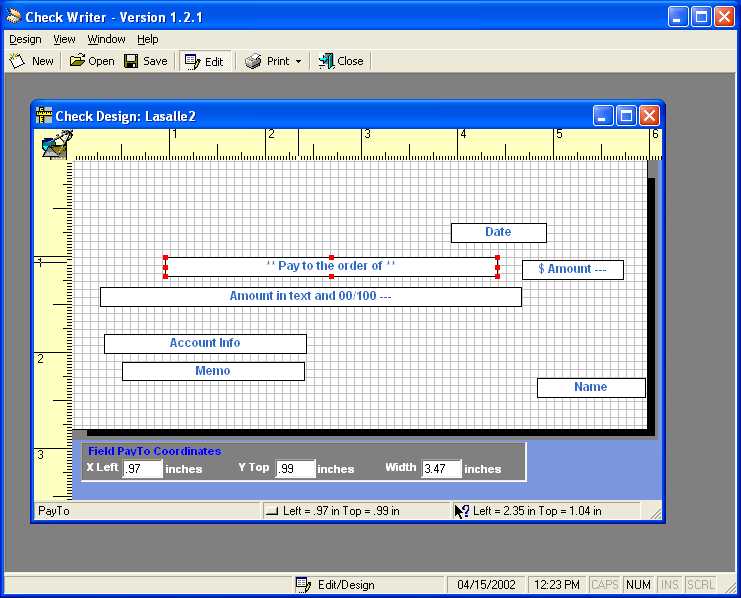 Check Writer - Version 1.2.1
Design View Window Help
New Open Save Edit Print Close
Check Design: Lasalle2
1 2 3 4 5 6
Date
1
** Pay to the order of **
$ Amount ---
Amount in text and 00/100 ---
Account Info
2
Memo
Name
3
Field PayTo Coordinates
X Left .97 inches Y Top .99 inches Width 3.47 inches
PayTo Left = .97 in Top = .99 in Left = 2.35 in Top = 1.04 in
Edit/Design 04/15/2002 12:23 PM CAPS NUM INS SCRL